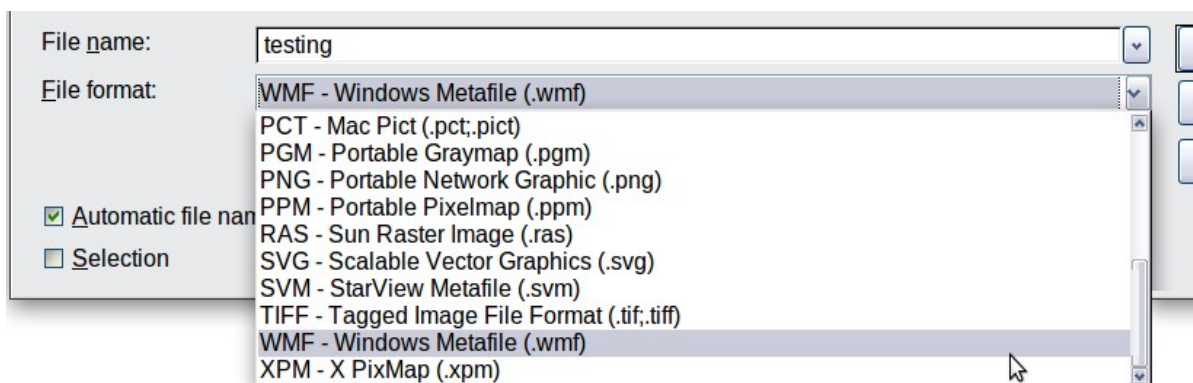 File name:
testing
File format:
WMF - Windows Metafile (.wmf)
PCT - Mac Pict (.pct;.pict)
PGM - Portable Graymap (.pgm)
PNG - Portable Network Graphic (.png)
PPM - Portable Pixelmap (.ppm)
RAS - Sun Raster Image (.ras)
SVG - Scalable Vector Graphics (.svg)
SVM - StarView Metafile (.svm)
TIFF - Tagged Image File Format (.tif;.tiff)
WMF - Windows Metafile (.wmf)
XPM - X PixMap (.xpm)
Automatic file
Selection